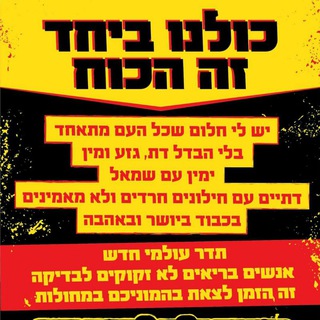 כולנו ביחד
זה הכוח
יש לי חלום שכל העם מתאחד
בלי הבדל דת, גזע ומין
ימין עם שמאל
דתיים עם חילונים חרדים ולא מאמינים
בכבוד ביושר ובאהבה
תדר עולמי חדש
אנשים בריאים לא זקוקים לבדיקה
זה הזמן לצאת בהמוניכם במחולות